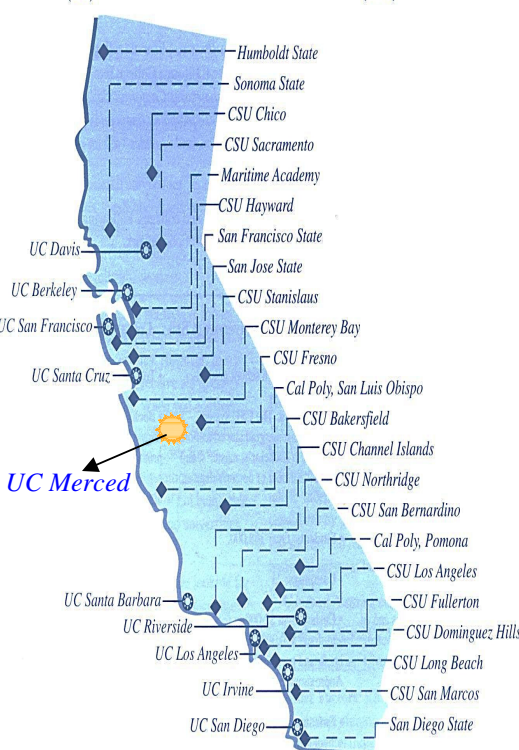 Humboldt State
Sonoma State
CSU Chico
CSU Sacramento
Maritime Academy
CSU Hayward
San Francisco State
UC Davis
San Jose State
UC Berkeley
CSU Stanislaus
UC San Francisco
CSU Monterey Bay
CSU Fresno
UC Santa Cruz
Cal Poly, San Luis Obispo
CSU Bakersfield
CSU Channel Islands
UC Merced
CSU Northridge
CSU San Bernardino
Cal Poly, Pomona
CSU Los Angeles
UC Santa Barbara
CSU Fullerton
UC Riverside
CSU Dominguez Hills
UC Los Angeles
CSU Long Beach
UC Irvine
CSU San Marcos
UC San Diego
San Diego State